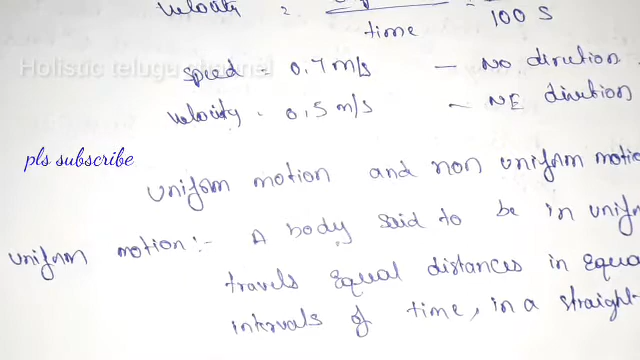 velocity =
time = 100 S
Holistic telugu channel
speed = 0.7 m/s — No direction
velocity = 0.5 m/s — NE direction
pls subscribe
uniform motion and non uniform motio
uniform motion:- A body said to be in unifo
travels equal distances in equa
intervals of time, in a straight-